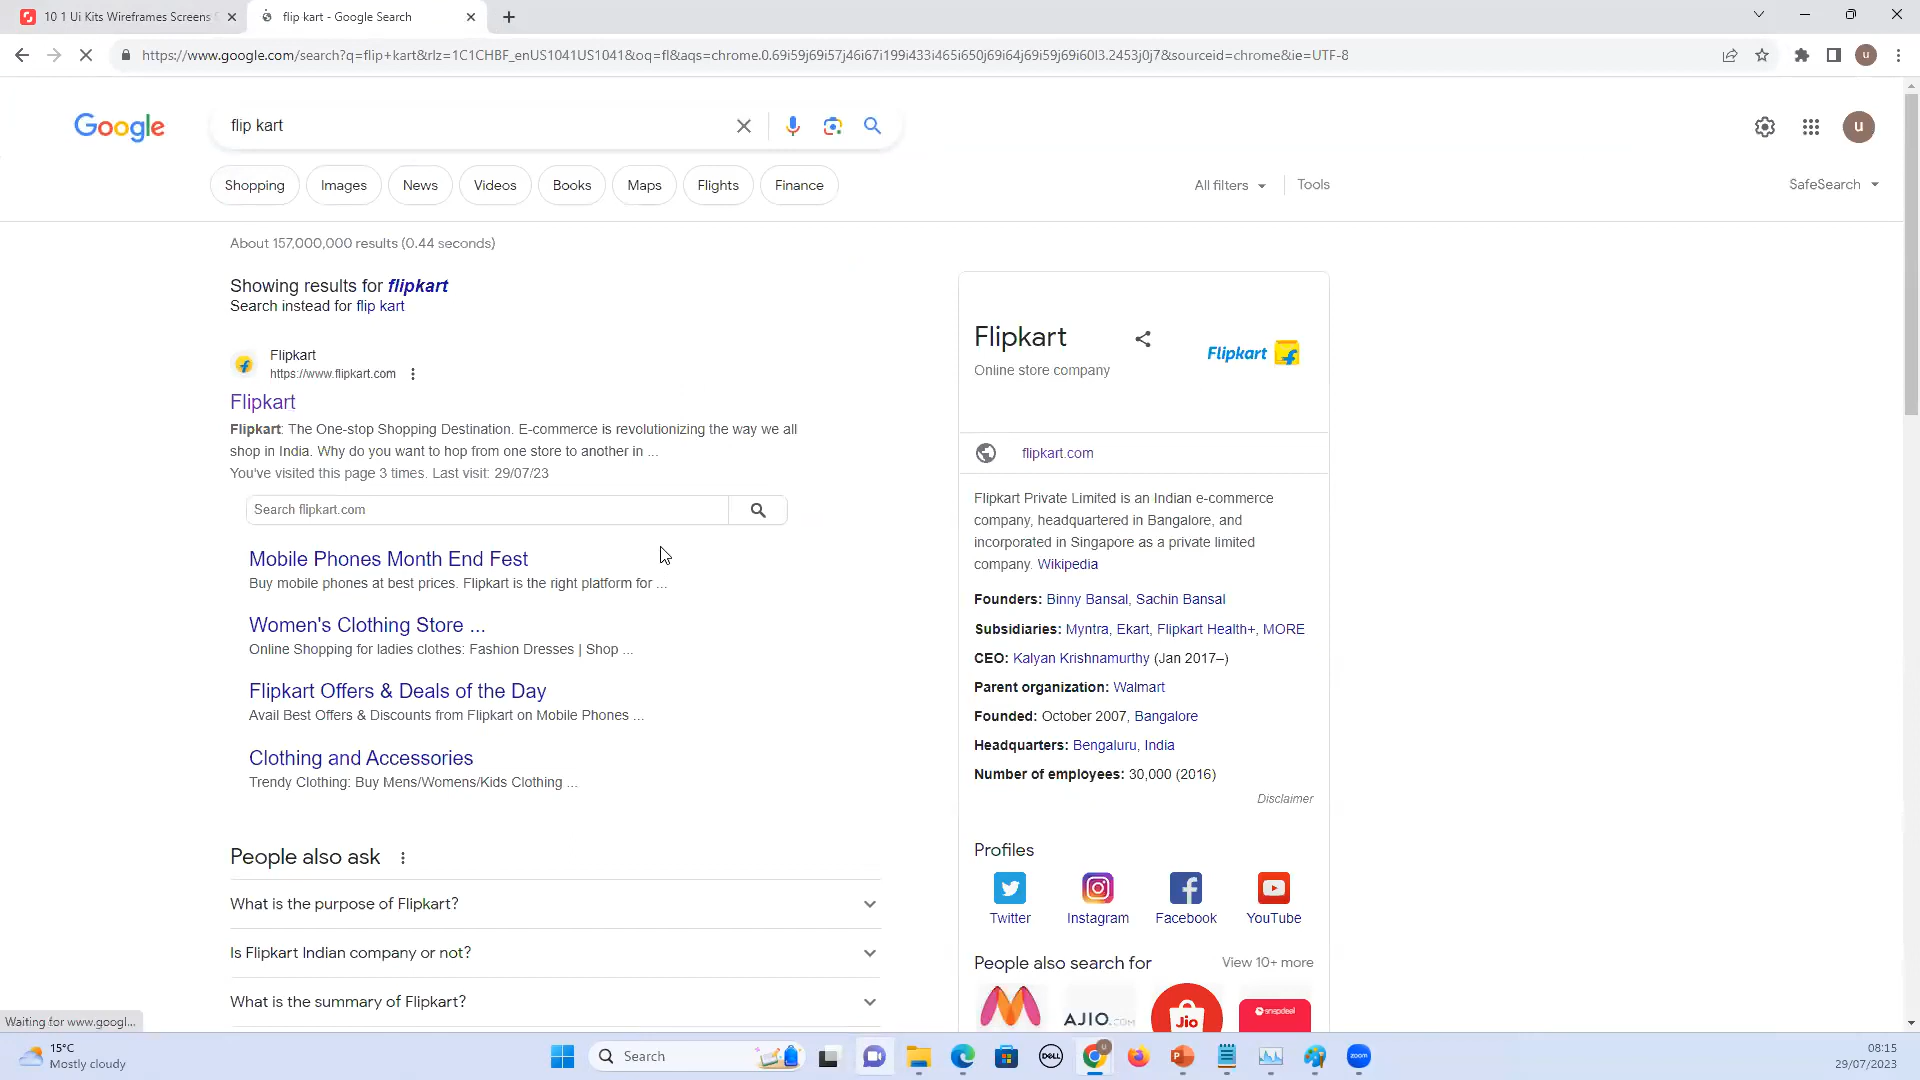 10 1 Ui Kits Wireframes Screens
flip kart - Google Search
https://www.google.com/search?q=flip+kart&rlz=1C1CHBF_enUS1041US1041&oq=fl&aqs=chrome.0.69i59j69i57j46i67i199i433i465i650j69i64j69i59j69i60l3.2453j0j7&sourceid=chrome&ie=UTF-8
u
Google
flip kart
u
Shopping
Images
News
Videos
Books
Maps
Flights
Finance
All filters
Tools
SafeSearch
About 157,000,000 results (0.44 seconds)
Showing results for flipkart
Search instead for flip kart
Flipkart
https://www.flipkart.com
Flipkart
Flipkart: The One-stop Shopping Destination. E-commerce is revolutionizing the way we all
shop in India. Why do you want to hop from one store to another in ...
You've visited this page 3 times. Last visit: 29/07/23
Search flipkart.com
Mobile Phones Month End Fest
Buy mobile phones at best prices. Flipkart is the right platform for ...
Women's Clothing Store ...
Online Shopping for ladies clothes: Fashion Dresses | Shop ...
Flipkart Offers & Deals of the Day
Avail Best Offers & Discounts from Flipkart on Mobile Phones ...
Clothing and Accessories
Trendy Clothing: Buy Mens/Womens/Kids Clothing ...
People also ask
What is the purpose of Flipkart?
Is Flipkart Indian company or not?
What is the summary of Flipkart?
Flipkart
Online store company
Flipkart
flipkart.com
Flipkart Private Limited is an Indian e-commerce
company, headquartered in Bangalore, and
incorporated in Singapore as a private limited
company. Wikipedia
Founders: Binny Bansal, Sachin Bansal
Subsidiaries: Myntra, Ekart, Flipkart Health+, MORE
CEO: Kalyan Krishnamurthy (Jan 2017–)
Parent organization: Walmart
Founded: October 2007, Bangalore
Headquarters: Bengaluru, India
Number of employees: 30,000 (2016)
Disclaimer
Profiles
Twitter
Instagram
Facebook
YouTube
People also search for
View 10+ more
AJIO.COM
Jio
snapdeal
Waiting for www.googl...
15°C
Mostly cloudy
Search
DELL
u
zoom
08:15
29/07/2023